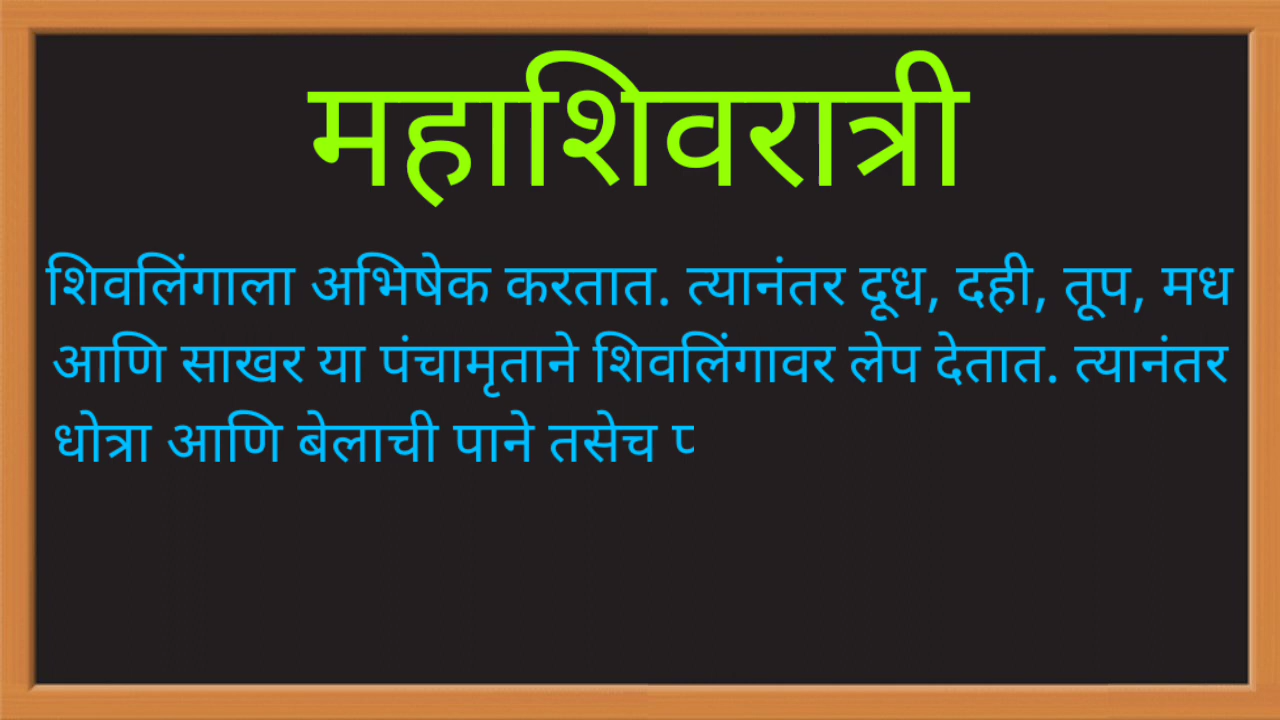 महाशिवरात्री
शिवलिंगाला अभिषेक करतात. त्यानंतर दूध, दही, तूप, मध
आणि साखर या पंचामृताने शिवलिंगावर लेप देतात. त्यानंतर
धोत्रा आणि बेलाची पाने तसेच